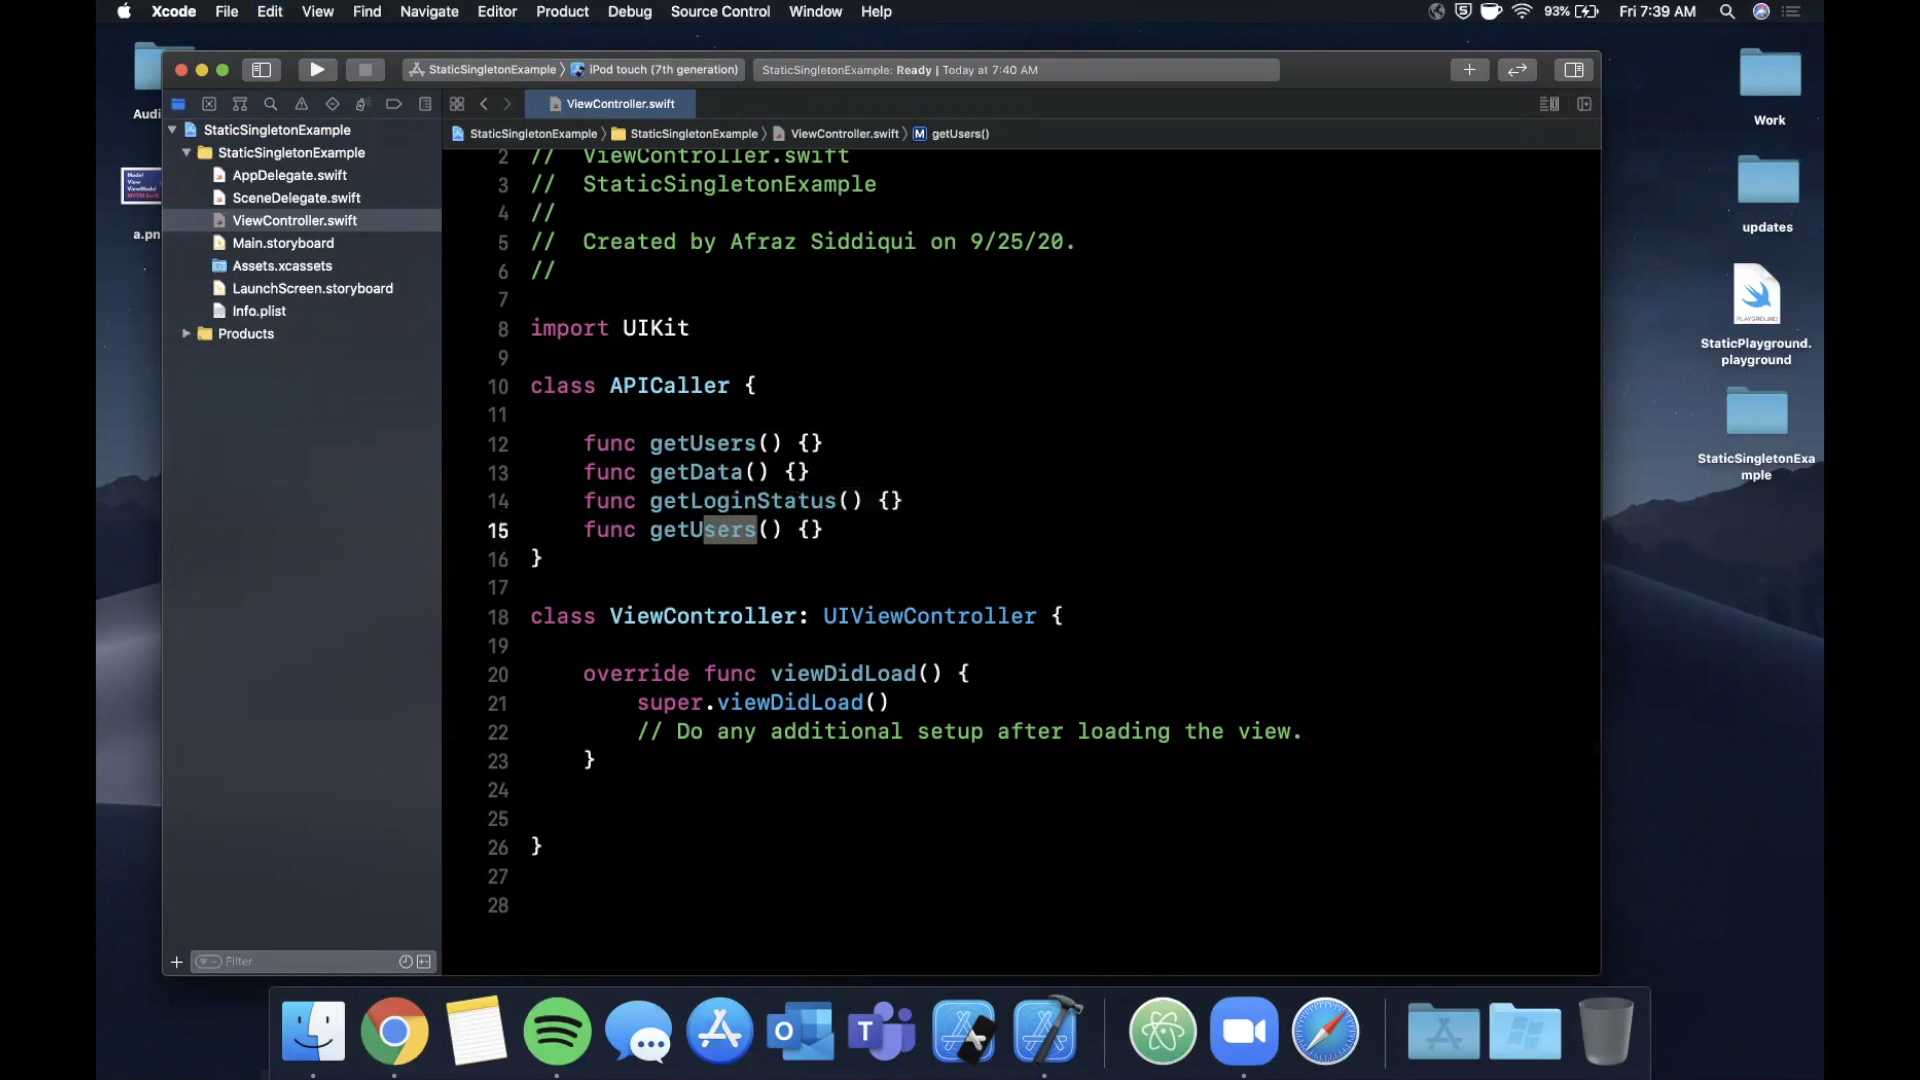 Xcode File Edit View Find Navigate Editor Product Debug Source Control Window Help
93% Fri 7:39 AM
StaticSingletonExample 〉 iPod touch (7th generation)
StaticSingletonExample: Ready | Today at 7:40 AM
ViewController.swift
StaticSingletonExample 〉 StaticSingletonExample 〉 ViewController.swift 〉 M getUsers()
StaticSingletonExample
StaticSingletonExample
AppDelegate.swift
SceneDelegate.swift
ViewController.swift
Main.storyboard
Assets.xcassets
LaunchScreen.storyboard
Info.plist
Products
Filter
2 // ViewController.swift
3 // StaticSingletonExample
4 //
5 // Created by Afraz Siddiqui on 9/25/20.
6 //
7
8 import UIKit
9
10 class APICaller {
11
12 func getUsers() {}
13 func getData() {}
14 func getLoginStatus() {}
15 func getUsers() {}
16 }
17
18 class ViewController: UIViewController {
19
20 override func viewDidLoad() {
21 super.viewDidLoad()
22 // Do any additional setup after loading the view.
23 }
24
25
26 }
27
28
Audi
Model
View
ViewModel
a.pn
Work
updates
PLAYGROUND
StaticPlayground.
playground
StaticSingletonExa
mple